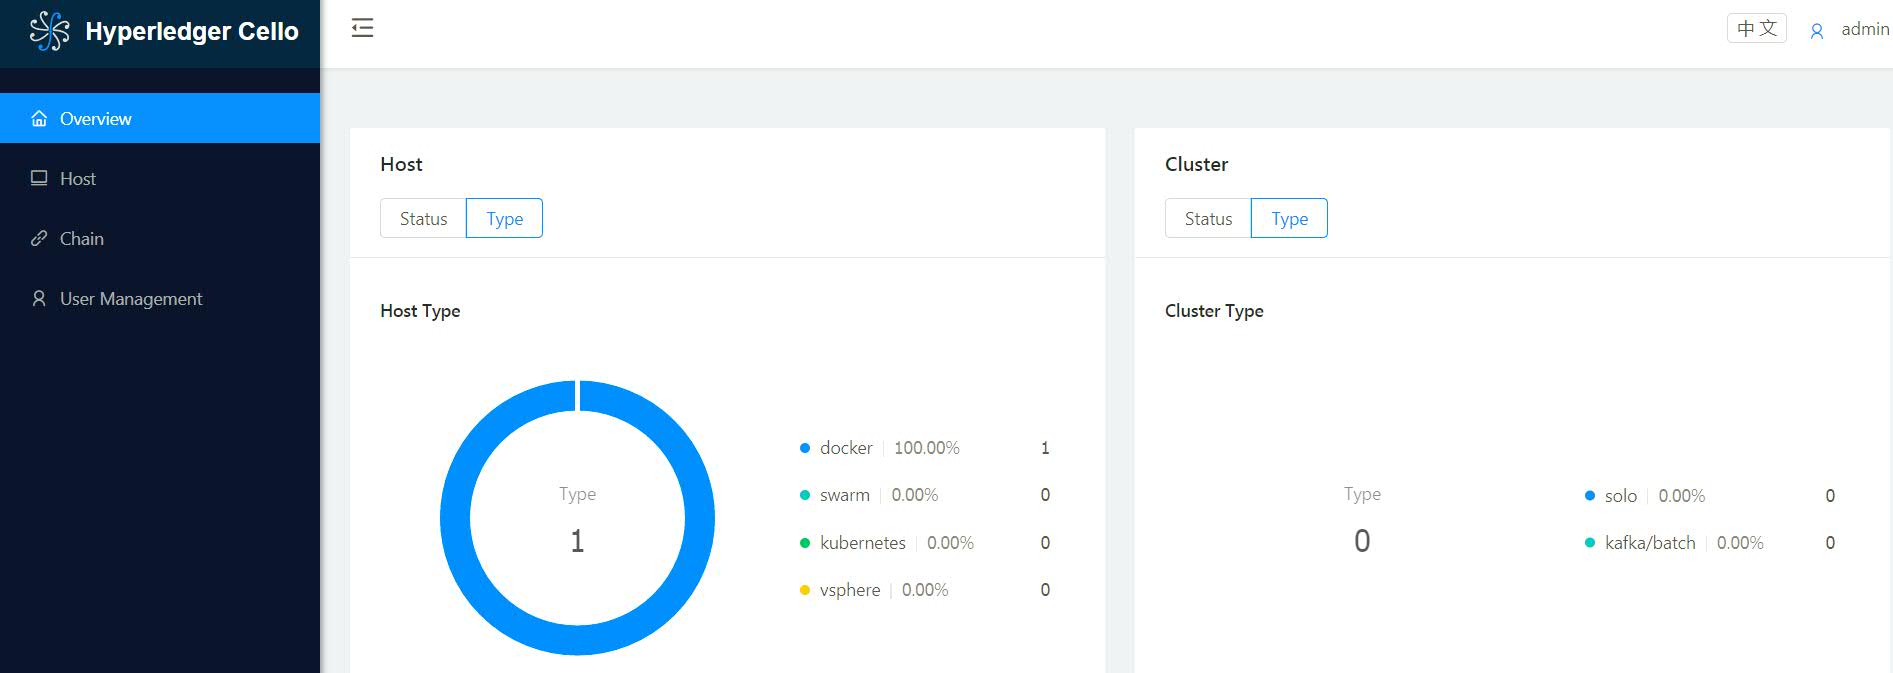 Hyperledger Cello
中文
admin
Overview
Host
Chain
User Management
Host
Status Type
Host Type
Type
1
docker 100.00% 1
swarm 0.00% 0
kubernetes 0.00% 0
vsphere 0.00% 0
Cluster
Status Type
Cluster Type
Type
0
solo 0.00% 0
kafka/batch 0.00% 0